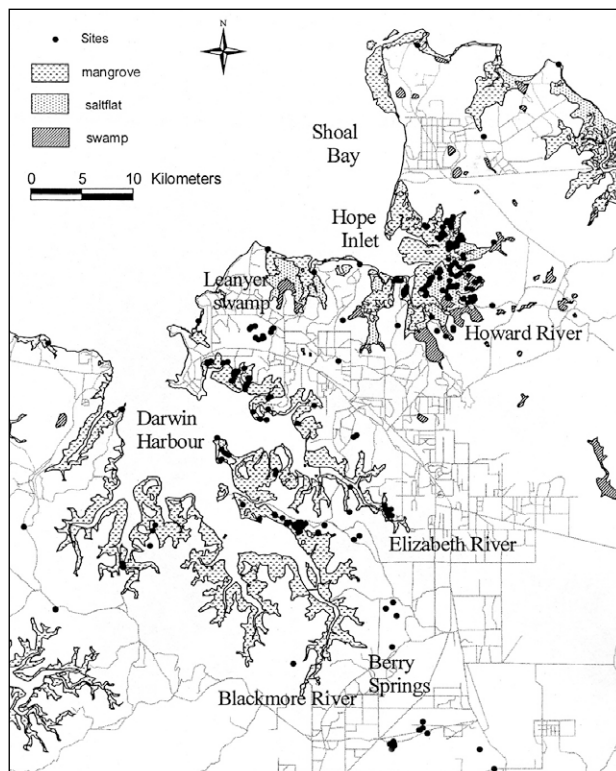 N
Sites
mangrove
saltflat
swamp
0 5 10 Kilometers
Shoal
Bay
Hope
Inlet
Leanyer
swamp
Howard River
Darwin
Harbour
Elizabeth River
Berry
Springs
Blackmore River